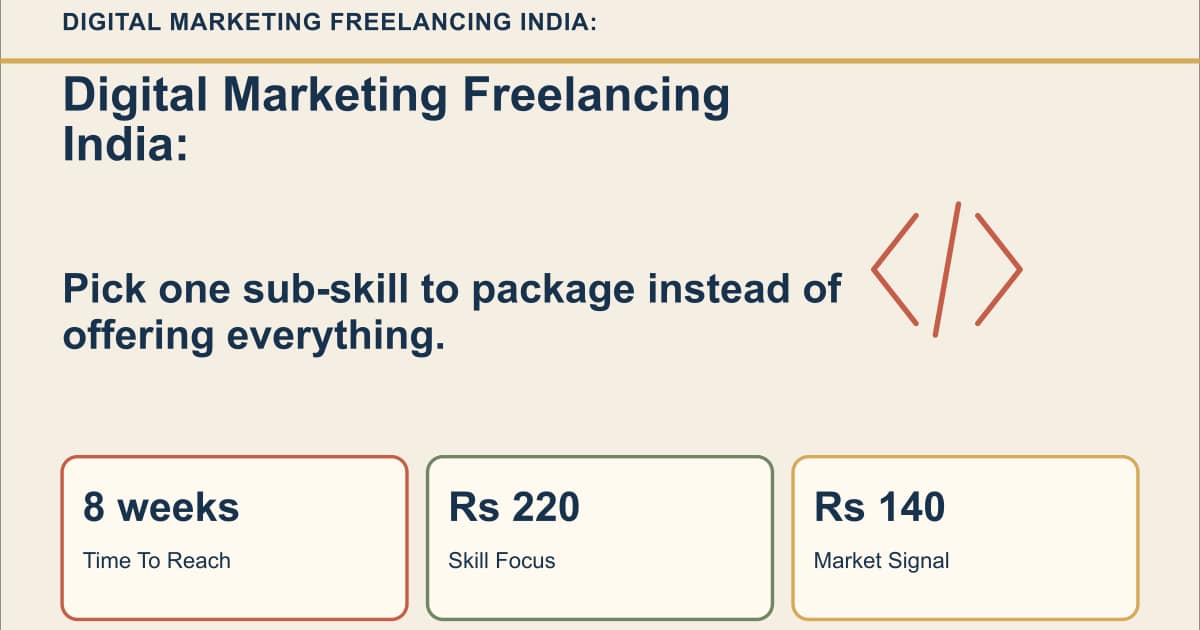 DIGITAL MARKETING FREELANCING INDIA:
Digital Marketing Freelancing
India:
Pick one sub-skill to package instead of
offering everything.
8 weeks
Time To Reach
Rs 220
Skill Focus
Rs 140
Market Signal